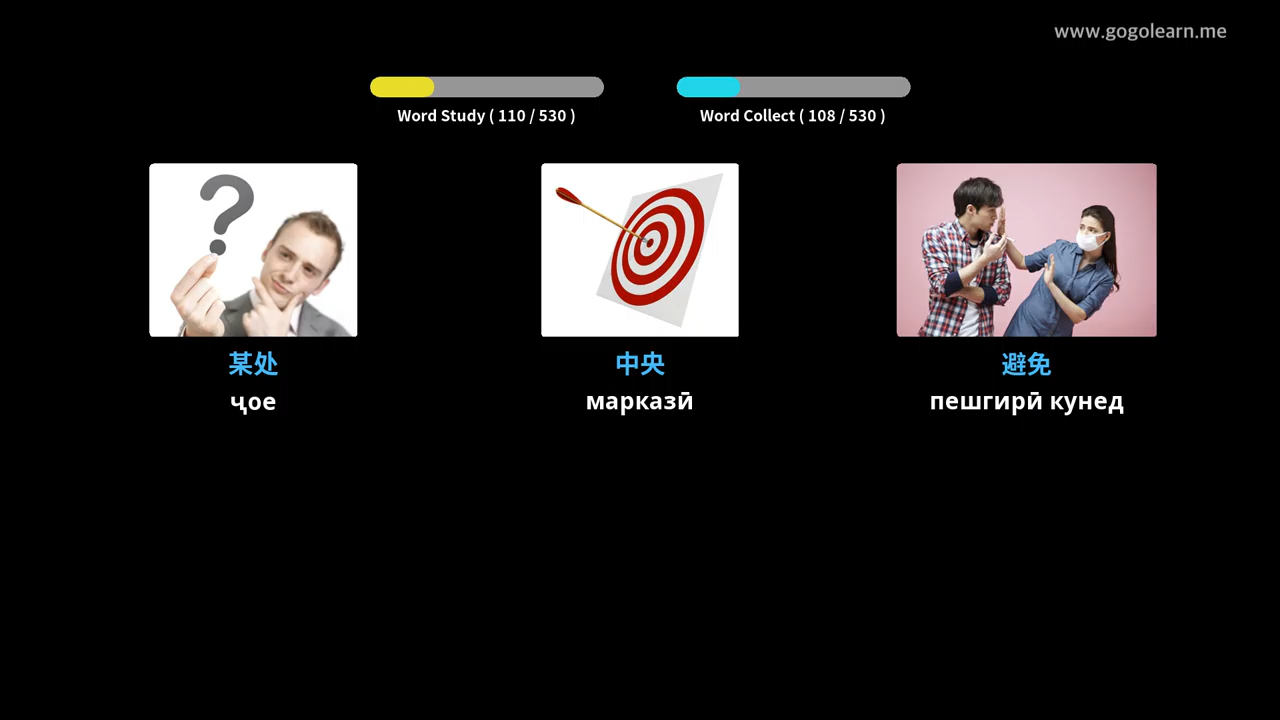 www.gogolearn.me
Word Study ( 110 / 530 )
Word Collect ( 108 / 530 )
某处
中央
避免
ҷое
марказӣ
пешгирӣ кунед